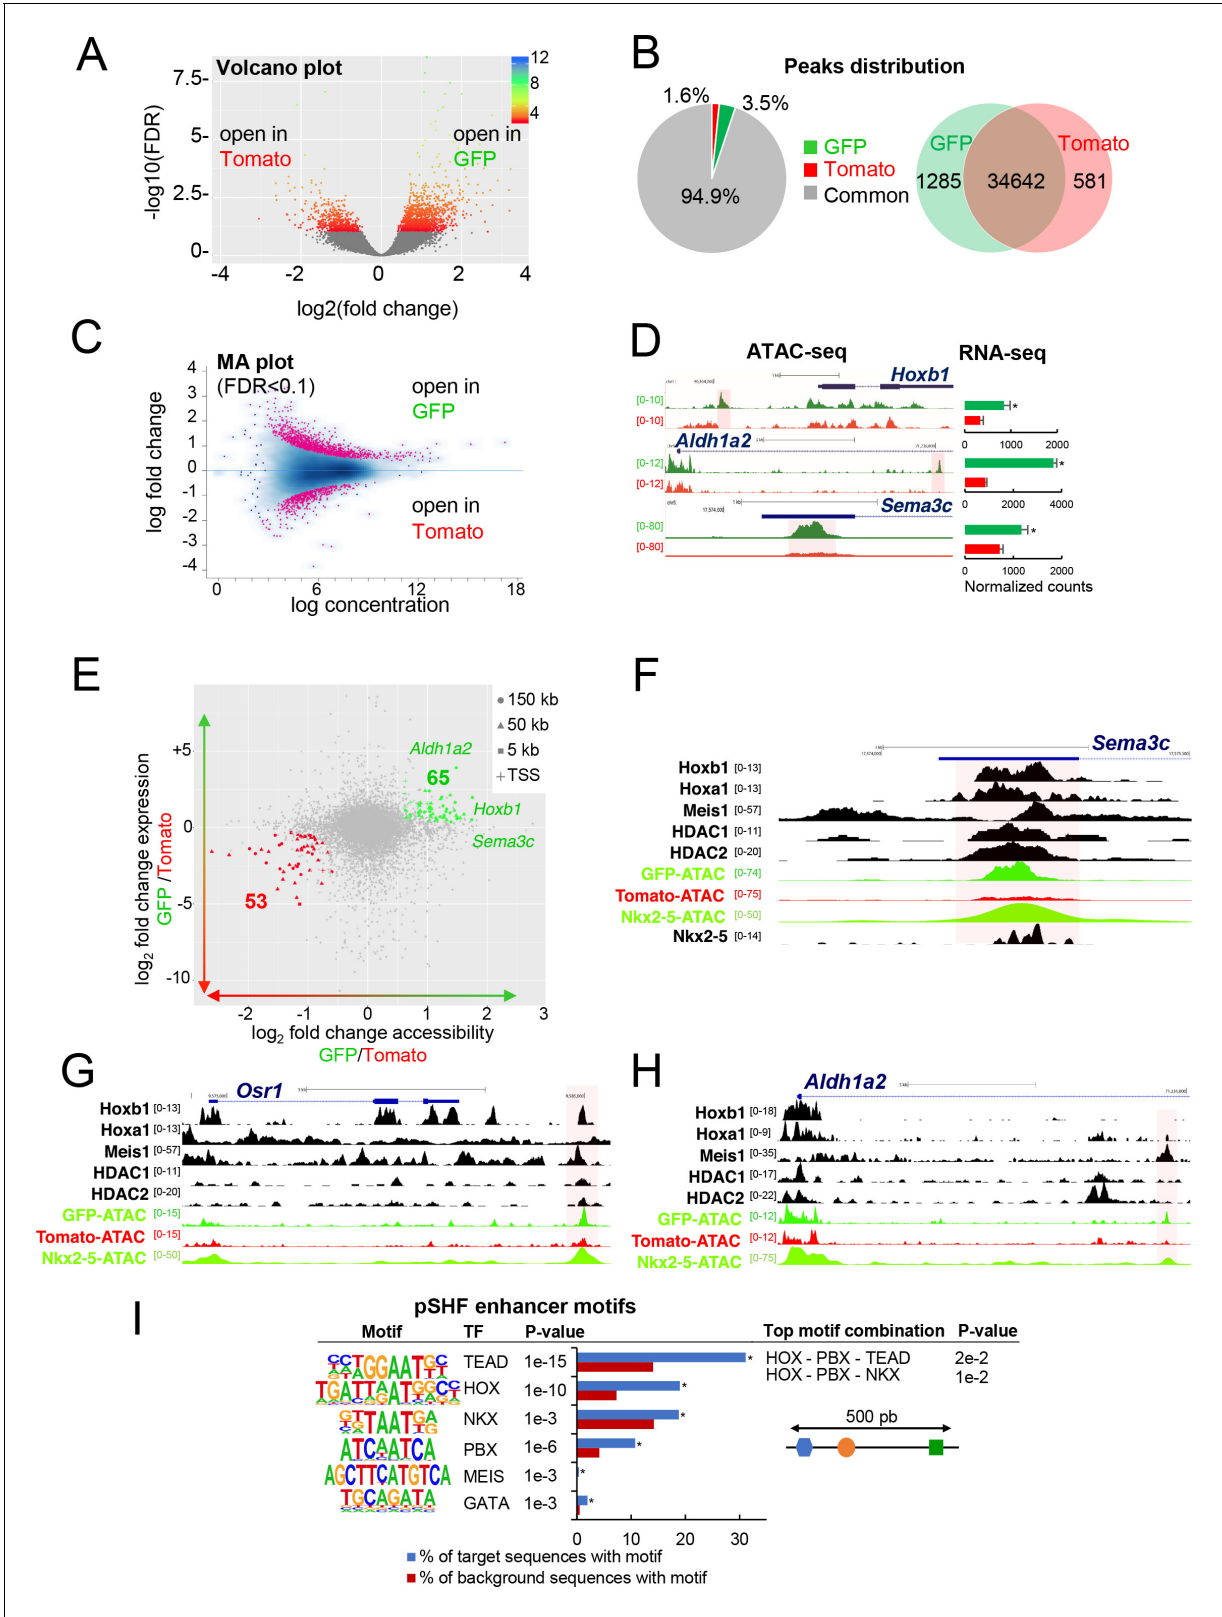 A
Volcano plot
12
8
4
7.5-
5-
2.5-
0-
-log10(FDR)
open in
Tomato
open in
GFP
-4
-2
0
2
4
log2(fold change)
B
Peaks distribution
1.6%
3.5%
94.9%
GFP
Tomato
Common
GFP
Tomato
1285
34642
581
C
MA plot
(FDR<0.1)
4
3
2
1
0
-1
-2
-3
-4
log fold change
open in
GFP
open in
Tomato
0
6
12
18
log concentration
D
ATAC-seq
RNA-seq
Hoxb1
[0-10]
[0-10]
*
0 1000 2000
Aldh1a2
[0-12]
[0-12]
*
0 2000 4000
Sema3c
17,574,000
[0-80]
[0-80]
*
0 1000 2000
Normalized counts
E
150 kb
50 kb
5 kb
TSS
+5
0
-5
-10
log2 fold change expression
GFP/Tomato
Aldh1a2
65
Hoxb1
Sema3c
53
-2 -1 0 1 2 3
log2 fold change accessibility
GFP/Tomato
F
Sema3c
17,574,000
17,575,500
Hoxb1 [0-13]
Hoxa1 [0-13]
Meis1 [0-57]
HDAC1 [0-11]
HDAC2 [0-20]
GFP-ATAC [0-74]
Tomato-ATAC [0-75]
Nkx2-5-ATAC [0-50]
Nkx2-5 [0-14]
G
Osr1
Hoxb1 [0-13]
Hoxa1 [0-13]
Meis1 [0-57]
HDAC1 [0-11]
HDAC2 [0-20]
GFP-ATAC [0-15]
Tomato-ATAC [0-15]
Nkx2-5-ATAC [0-50]
H
Aldh1a2
Hoxb1 [0-18]
Hoxa1 [0-9]
Meis1 [0-35]
HDAC1 [0-17]
HDAC2 [0-22]
GFP-ATAC [0-12]
Tomato-ATAC [0-12]
Nkx2-5-ATAC [0-75]
I
pSHF enhancer motifs
Motif TF P-value
TEAD 1e-15 *
HOX 1e-10 *
NKX 1e-3 *
PBX 1e-6 *
MEIS 1e-3 *
GATA 1e-3 *
0 10 20 30
% of target sequences with motif
% of background sequences with motif
Top motif combination P-value
HOX - PBX - TEAD 2e-2
HOX - PBX - NKX 1e-2
500 pb